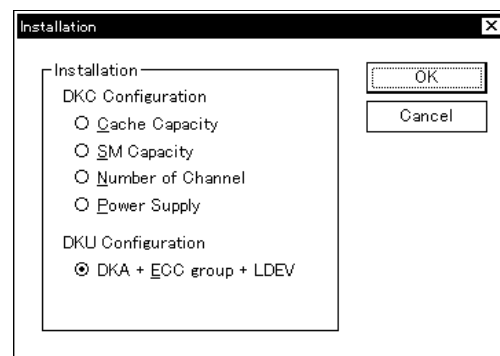 Installation
Installation
DKC Configuration
Cache Capacity
SM Capacity
Number of Channel
Power Supply
DKU Configuration
DKA + ECC group + LDEV
OK
Cancel